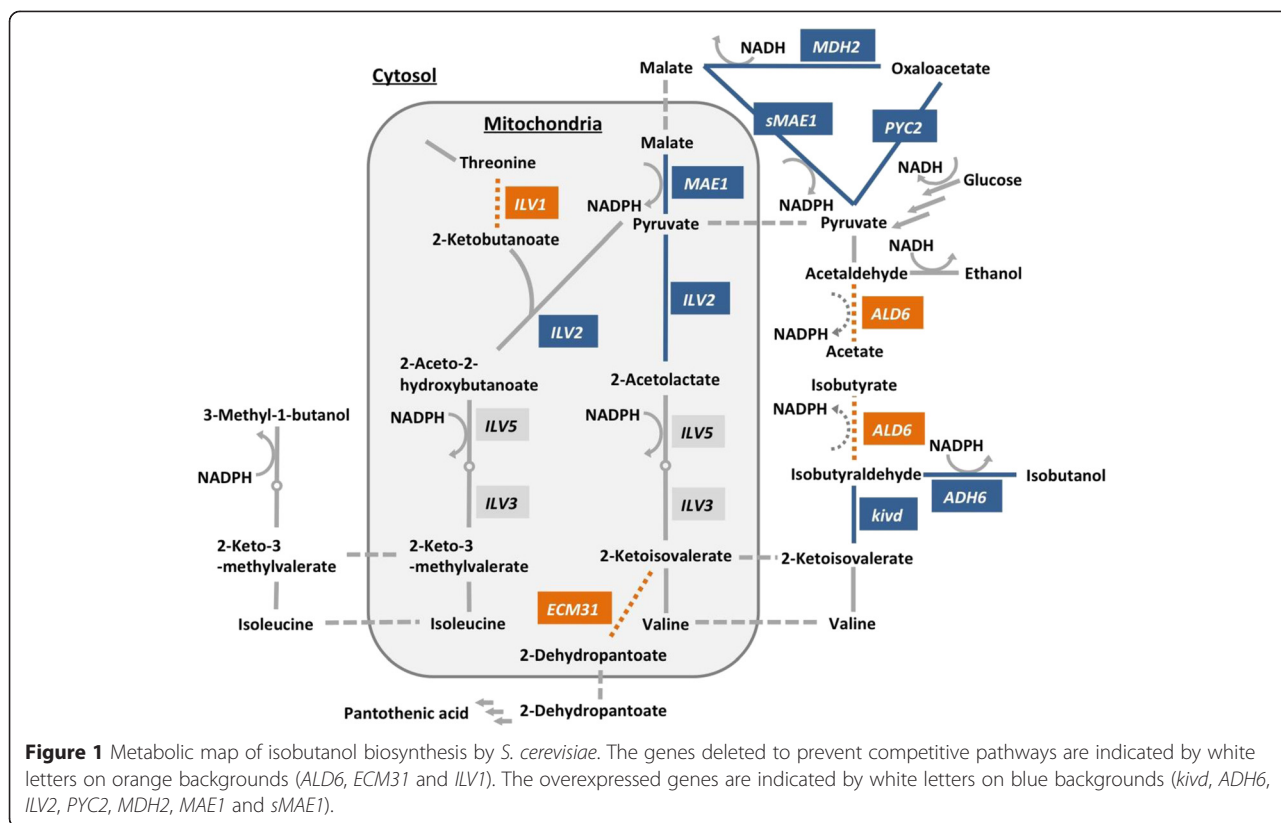 Cytosol
Mitochondria
NADH
MDH2
Malate
Oxaloacetate
sMAE1
PYC2
Malate
MAE1
NADPH
Pyruvate
Threonine
ILV1
2-Ketobutanoate
NADH
Glucose
NADPH
Pyruvate
NADH
Acetaldehyde
Ethanol
ALD6
NADPH
Acetate
ILV2
ILV2
2-Aceto-2-
hydroxybutanoate
2-Acetolactate
Isobutyrate
NADPH
ALD6
NADPH
Isobutyraldehyde
Isobutanol
ADH6
kivd
3-Methyl-1-butanol
NADPH
NADPH
ILV5
ILV3
NADPH
ILV5
ILV3
2-Keto-3
-methylvalerate
2-Keto-3
-methylvalerate
2-Ketoisovalerate
2-Ketoisovalerate
ECM31
Isoleucine
Isoleucine
Valine
Valine
2-Dehydropantoate
Pantothenic acid
2-Dehydropantoate
Figure 1 Metabolic map of isobutanol biosynthesis by S. cerevisiae. The genes deleted to prevent competitive pathways are indicated by white
letters on orange backgrounds (ALD6, ECM31 and ILV1). The overexpressed genes are indicated by white letters on blue backgrounds (kivd, ADH6,
ILV2, PYC2, MDH2, MAE1 and sMAE1).